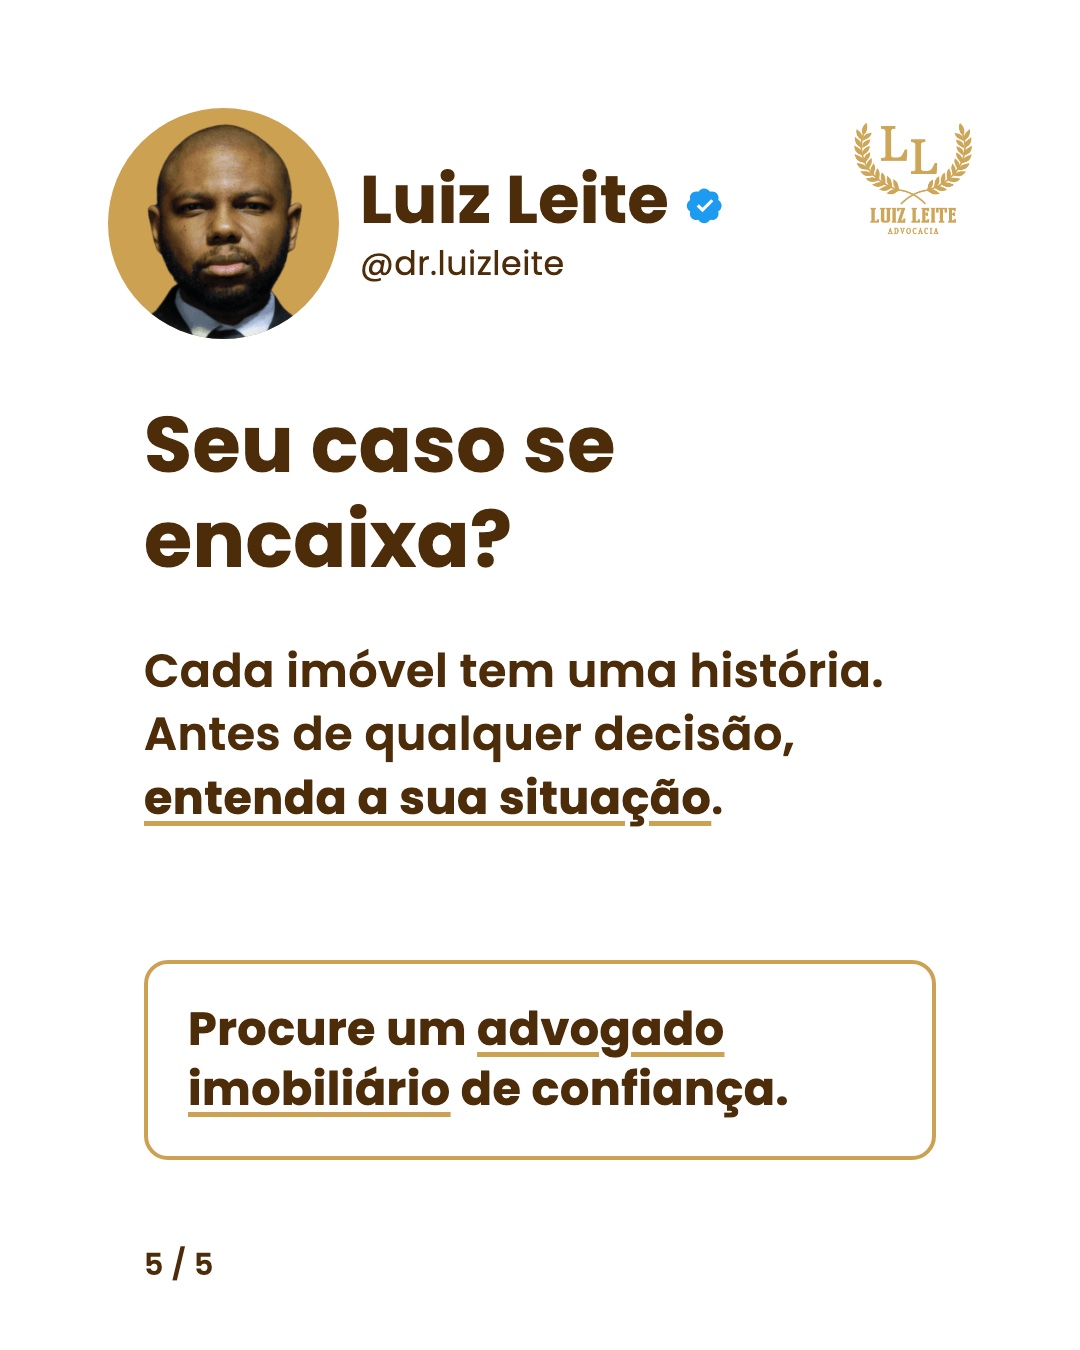 Luiz Leite
@dr.luizleite
LL
LUIZ LEITE
ADVOCACIA
Seu caso se
encaixa?
Cada imóvel tem uma história.
Antes de qualquer decisão,
entenda a sua situação.
Procure um advogado
imobiliário de confiança.
5 / 5